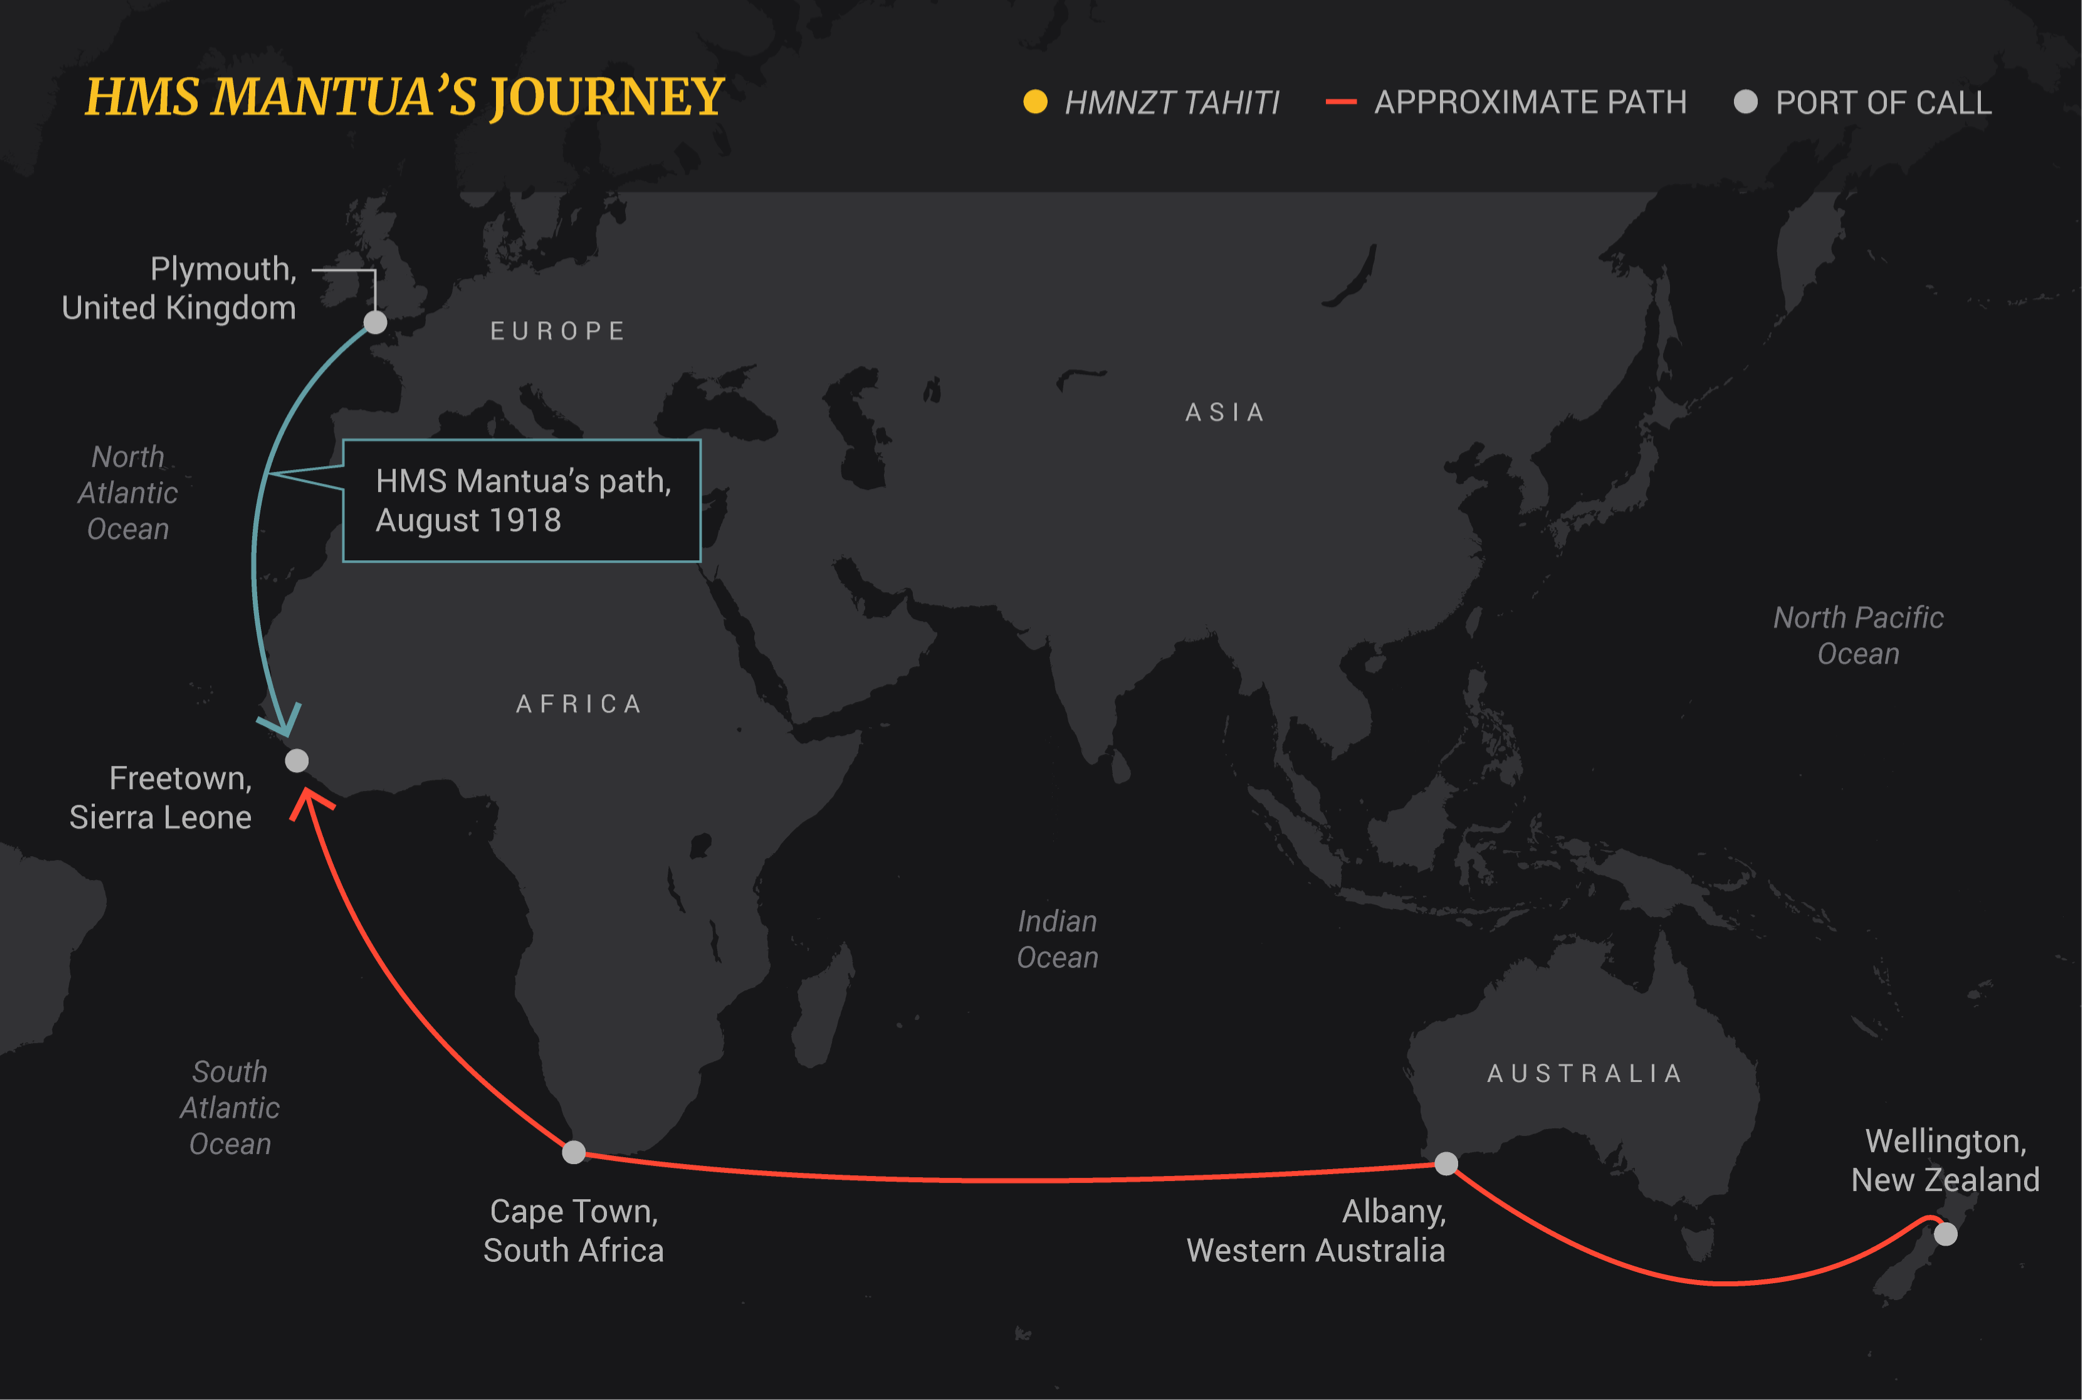 HMS MANTUA’S JOURNEY
HMNZT TAHITI
APPROXIMATE PATH
PORT OF CALL
Plymouth,
United Kingdom
EUROPE
ASIA
North
Atlantic
Ocean
HMS Mantua’s path,
August 1918
North Pacific
Ocean
AFRICA
Freetown,
Sierra Leone
Indian
Ocean
South
Atlantic
Ocean
AUSTRALIA
Wellington,
New Zealand
Cape Town,
South Africa
Albany,
Western Australia